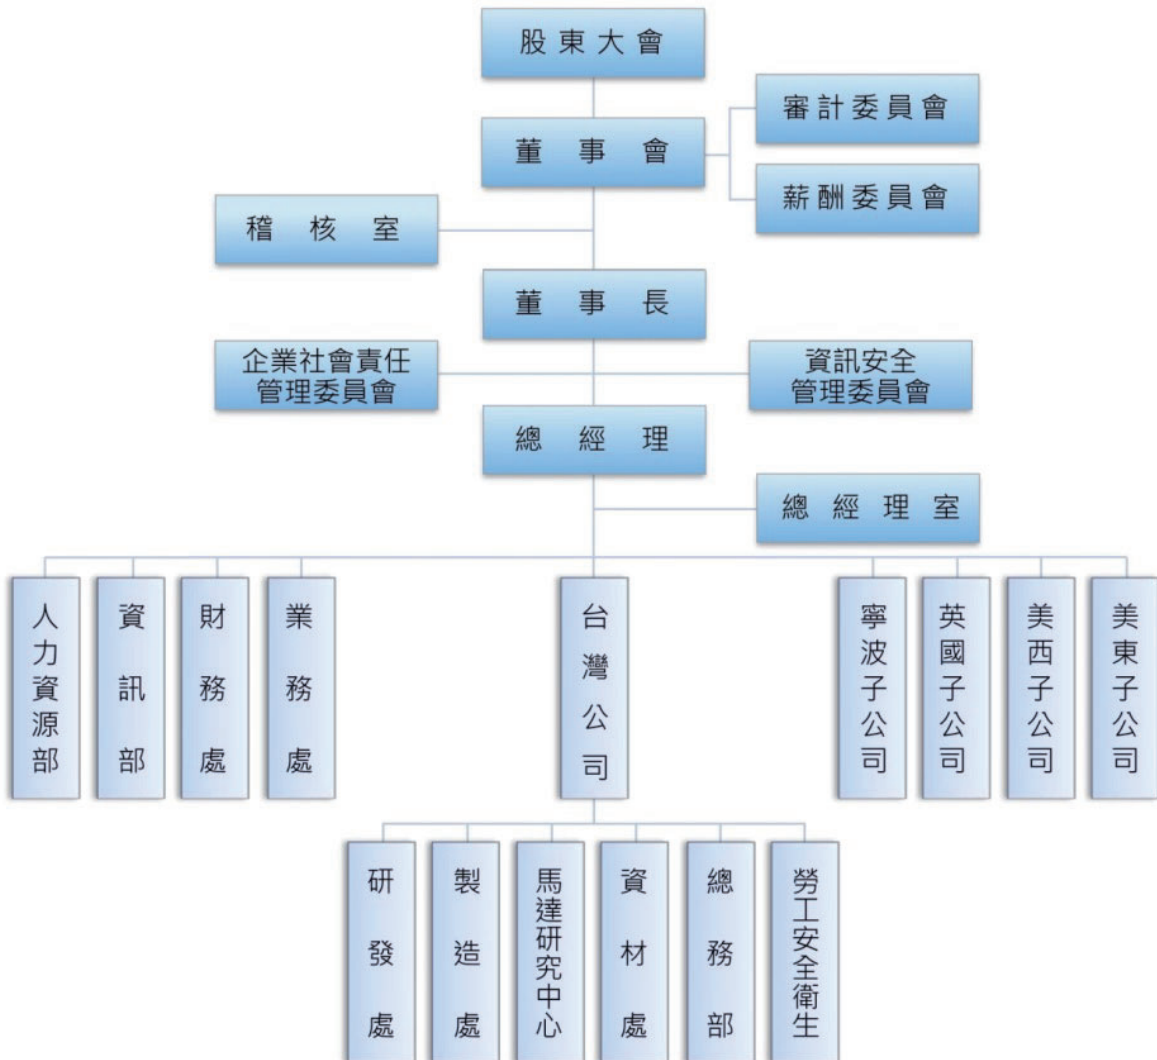 股東大會
董事會
審計委員會
薪酬委員會
稽核室
董事長
企業社會責任
管理委員會
資訊安全
管理委員會
總經理
總經理室
人力資源部
資訊部
財務處
業務處
台灣公司
寧波子公司
英國子公司
美西子公司
美東子公司
研發處
製造處
馬達研究中心
資材處
總務部
勞工安全衛生